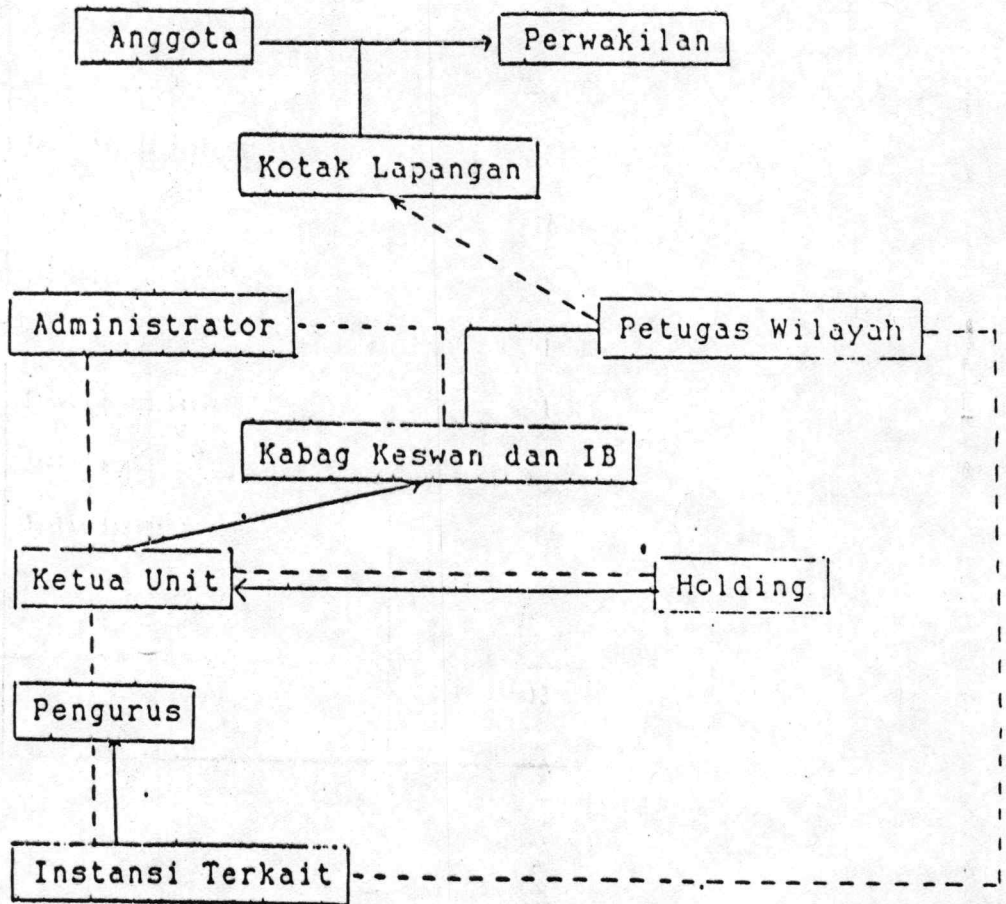 Anggota
Perwakilan
Kotak Lapangan
Administrator
Petugas Wilayah
Kabag Keswan dan IB
Ketua Unit
Holding
Pengurus
Instansi Terkait